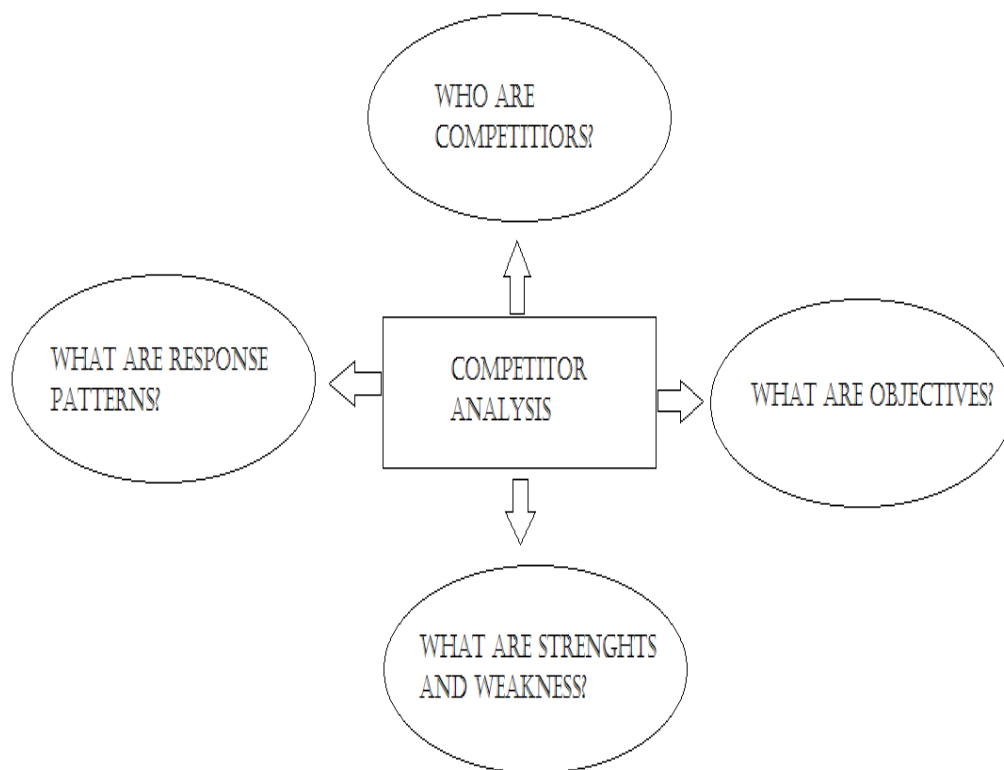 WHO ARE
COMPETITIORS?
WHAT ARE RESPONSE
PATTERNS?
COMPETITOR
ANALYSIS
WHAT ARE OBJECTIVES?
WHAT ARE STRENGHTS
AND WEAKNESS?